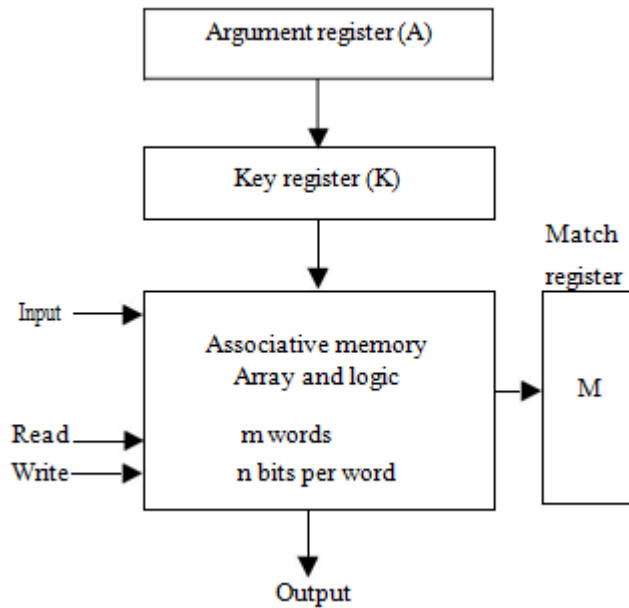 Argument register (A)
Key register (K)
Match
register
Input
Associative memory
Array and logic
M
Read
m words
Write
n bits per word
Output